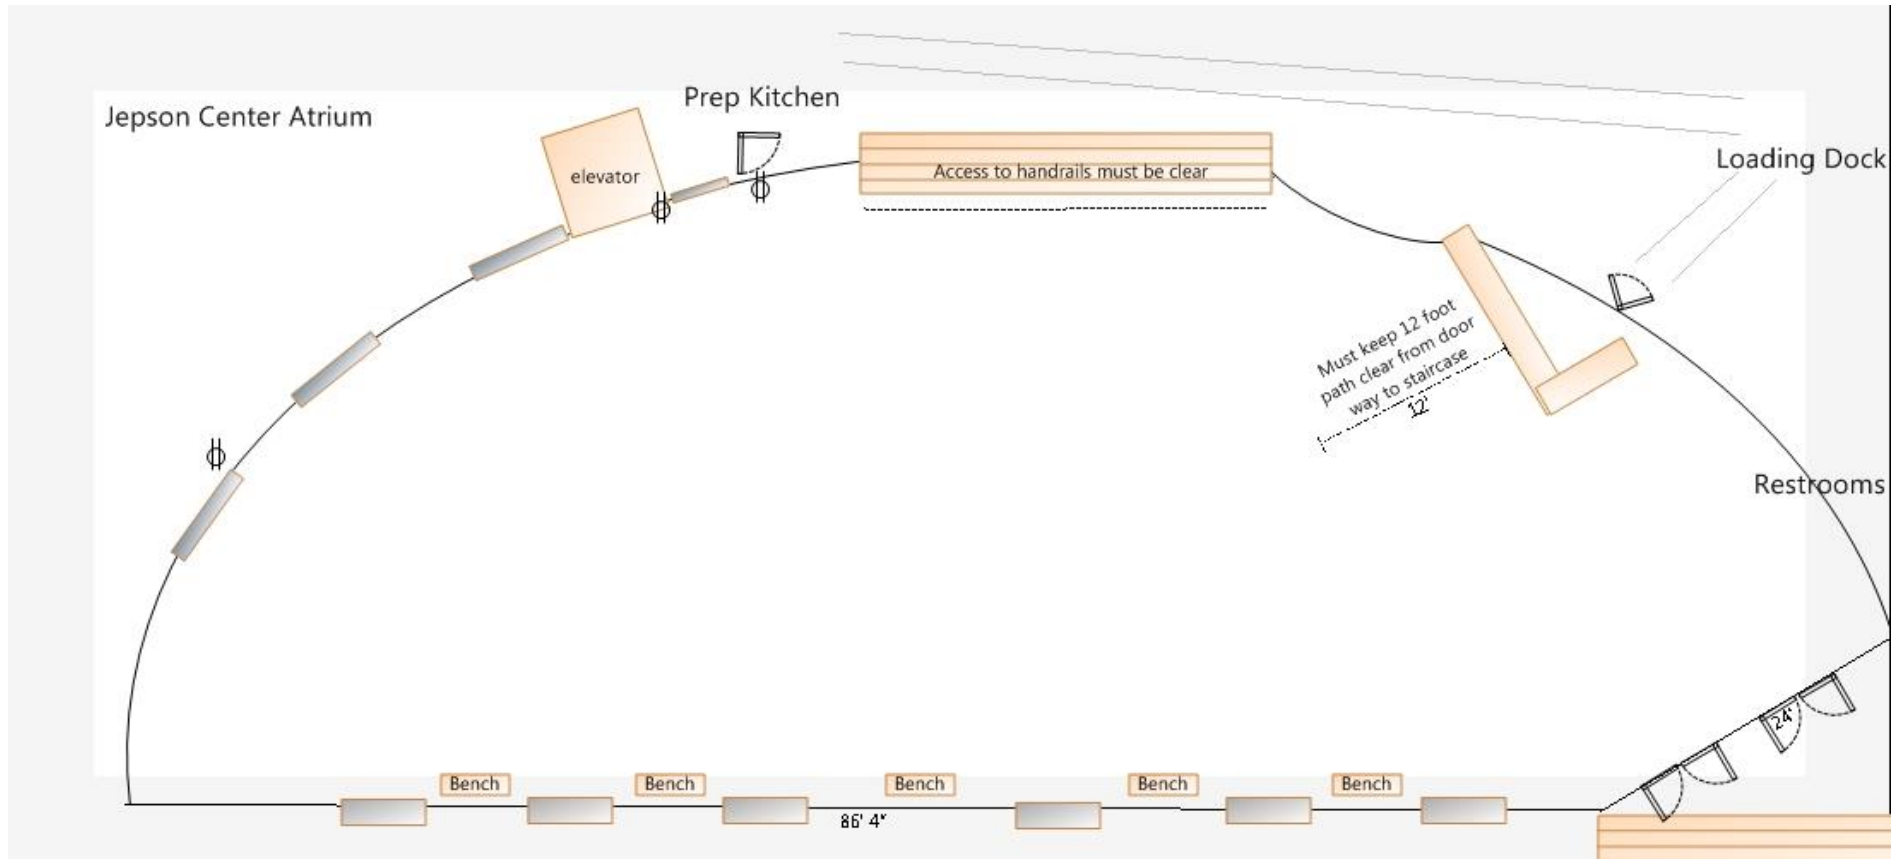 Jepson Center Atrium
Prep Kitchen
Loading Dock
elevator
Access to handrails must be clear
Must keep 12 foot
path clear from door
way to staircase
12'
Restrooms
24'
Bench
Bench
Bench
Bench
Bench
86' 4"